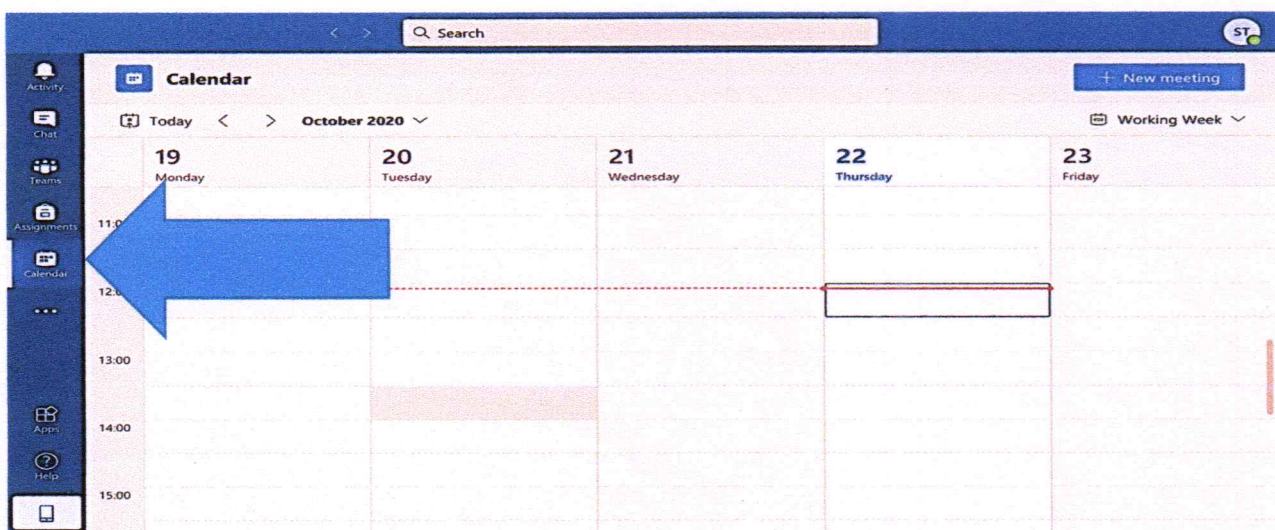 Search
ST
Activity
Chat
Teams
Assignments
Calendar
Apps
Help
Calendar
+ New meeting
Today < > October 2020
Working Week
19 20 21 22 23
Monday Tuesday Wednesday Thursday Friday
13:00
14:00
15:00